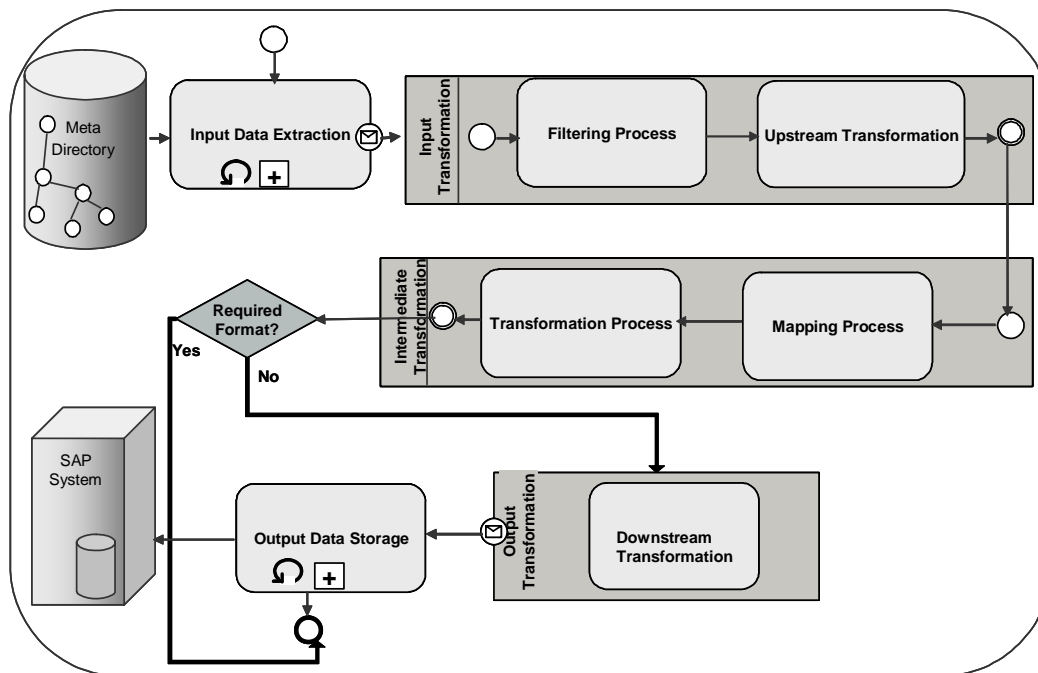 Meta
Directory
Input Data Extraction
Input
Transformation
Filtering Process
Upstream Transformation
Intermediate
Transformation
Transformation Process
Mapping Process
Required
Format?
Yes
No
SAP
System
Output Data Storage
Output
Transformation
Downstream
Transformation